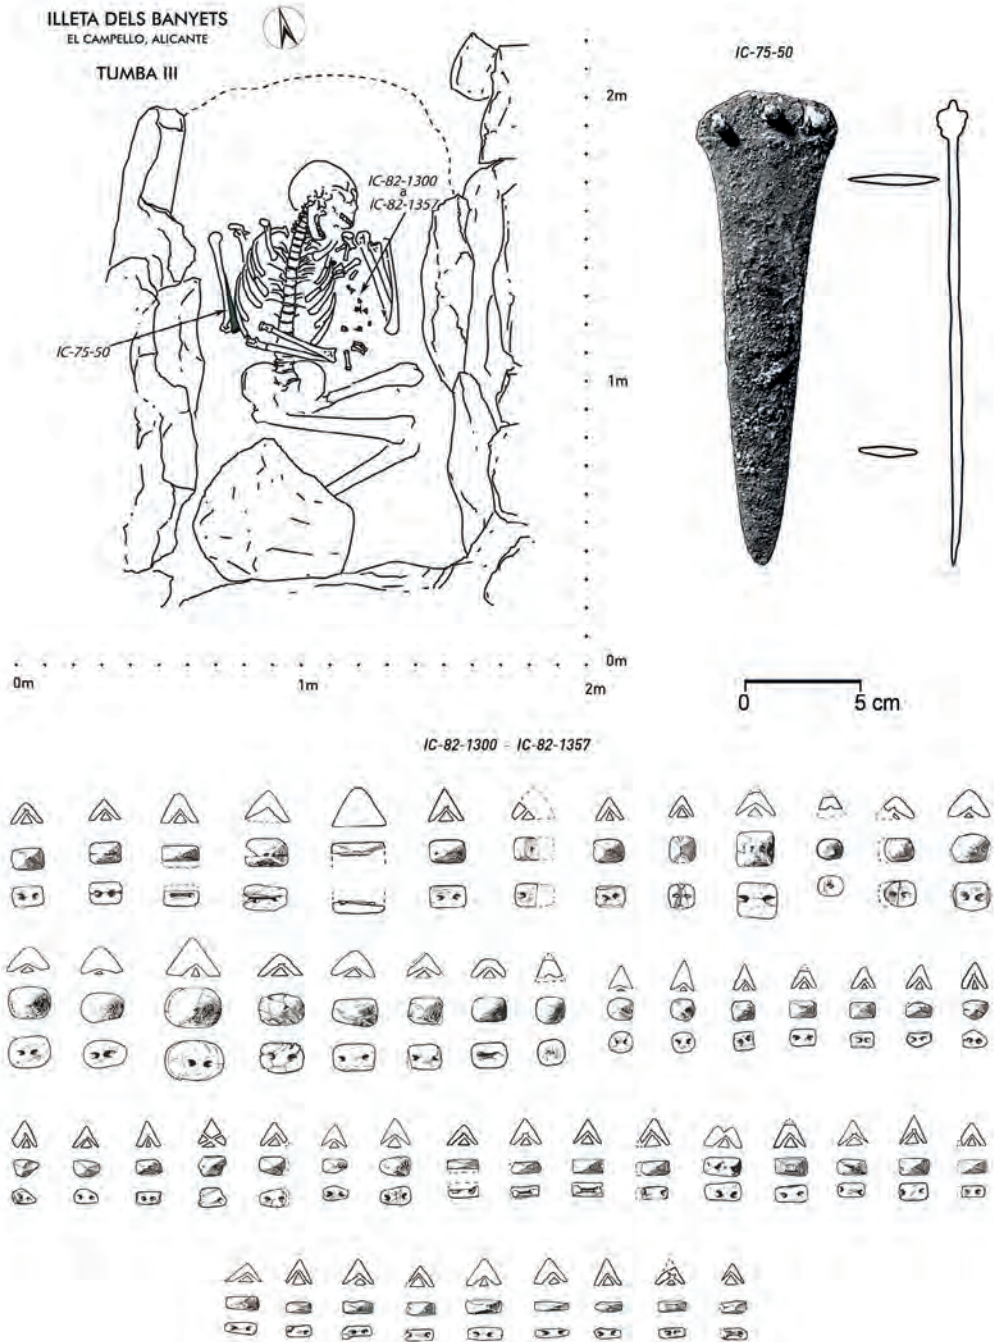 ILLETA DELS BANYETS
EL CAMPELLO, ALICANTE
TUMBA III
IC-75-50
2m
IC-82-1300
a
IC-82-1357
IC-75-50
1m
0m
0m
1m
2m
0
5 cm
IC-82-1300 = IC-82-1357